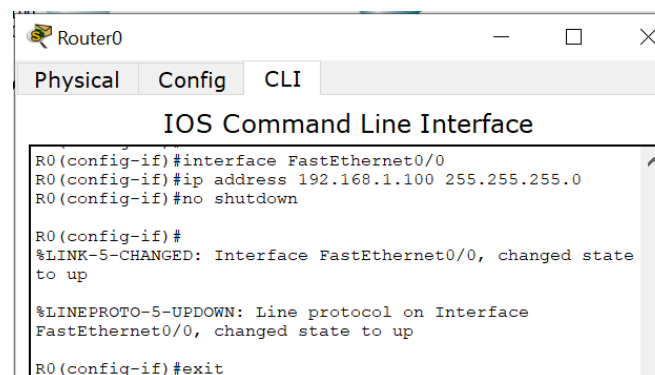 Router0
Physical Config CLI
IOS Command Line Interface
R0(config-if)#interface FastEthernet0/0
R0(config-if)#ip address 192.168.1.100 255.255.255.0
R0(config-if)#no shutdown
R0(config-if)#
%LINK-5-CHANGED: Interface FastEthernet0/0, changed state
to up
%LINEPROTO-5-UPDOWN: Line protocol on Interface
FastEthernet0/0, changed state to up
R0(config-if)#exit